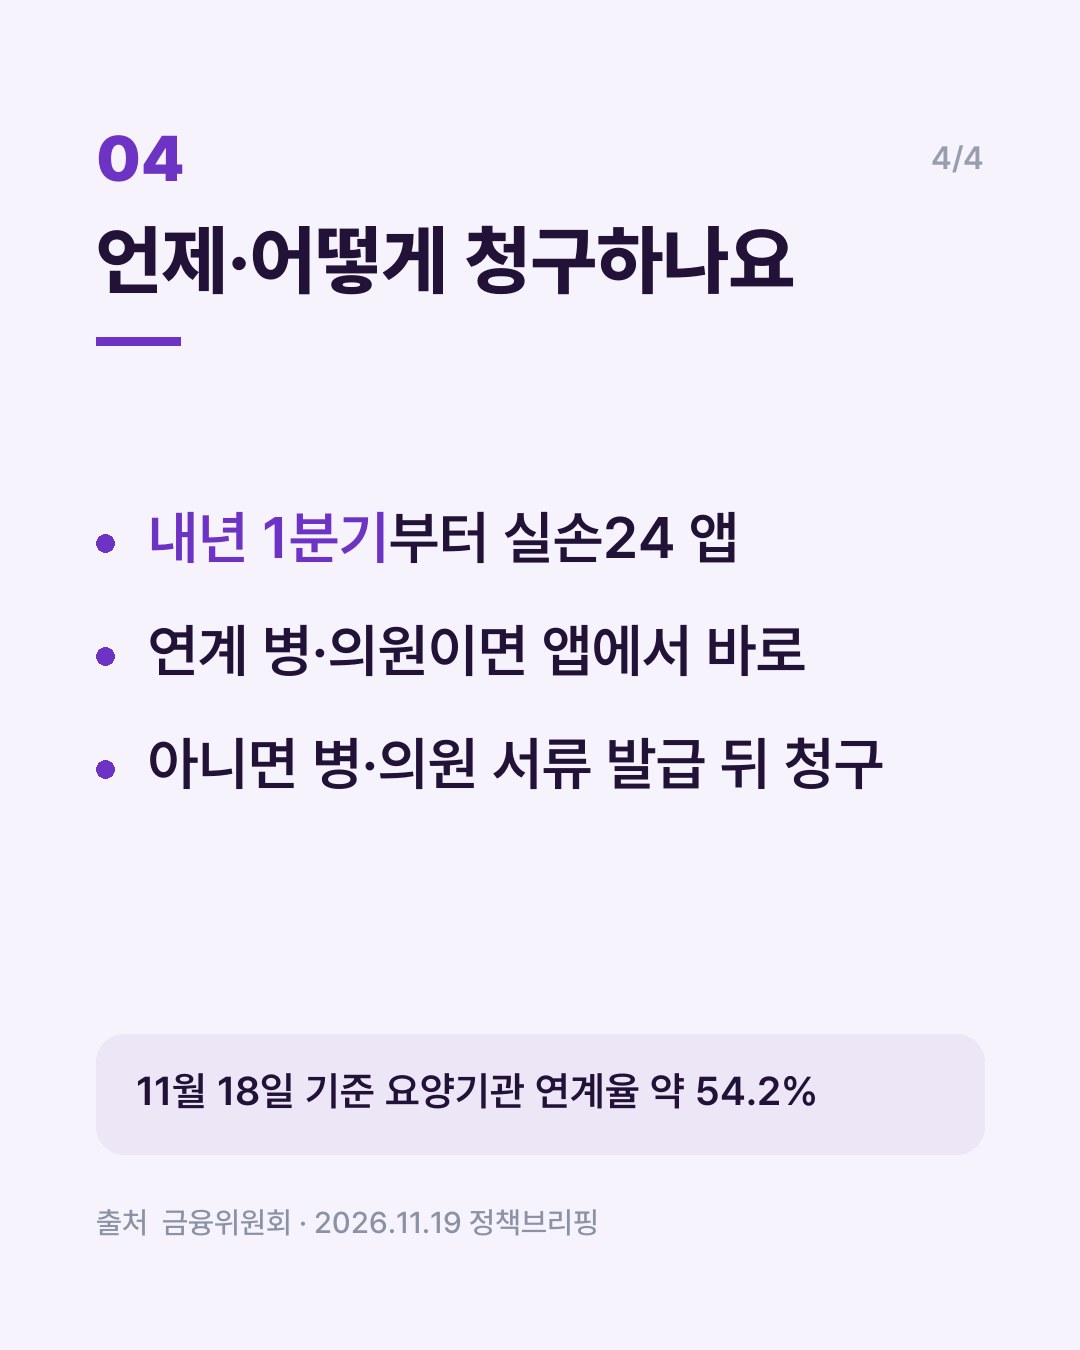 04
4/4
언제·어떻게 청구하나요
내년 1분기부터 실손24 앱
연계 병·의원이면 앱에서 바로
아니면 병·의원 서류 발급 뒤 청구
11월 18일 기준 요양기관 연계율 약 54.2%
출처 금융위원회 · 2026.11.19 정책브리핑